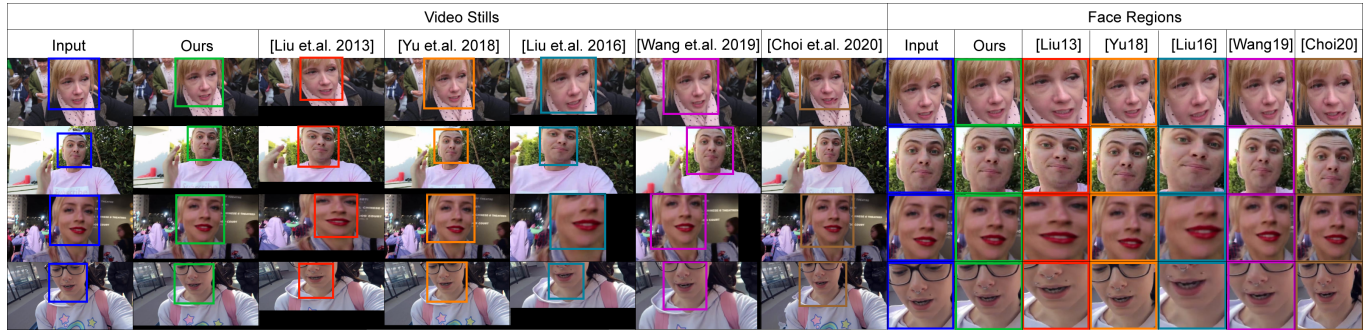 Video Stills Face Regions
Input Ours [Liu et.al. 2013] [Yu et.al. 2018] [Liu et.al. 2016] [Wang et.al. 2019] [Choi et.al. 2020] Input Ours [Liu13] [Yu18] [Liu16] [Wang19] [Choi20]